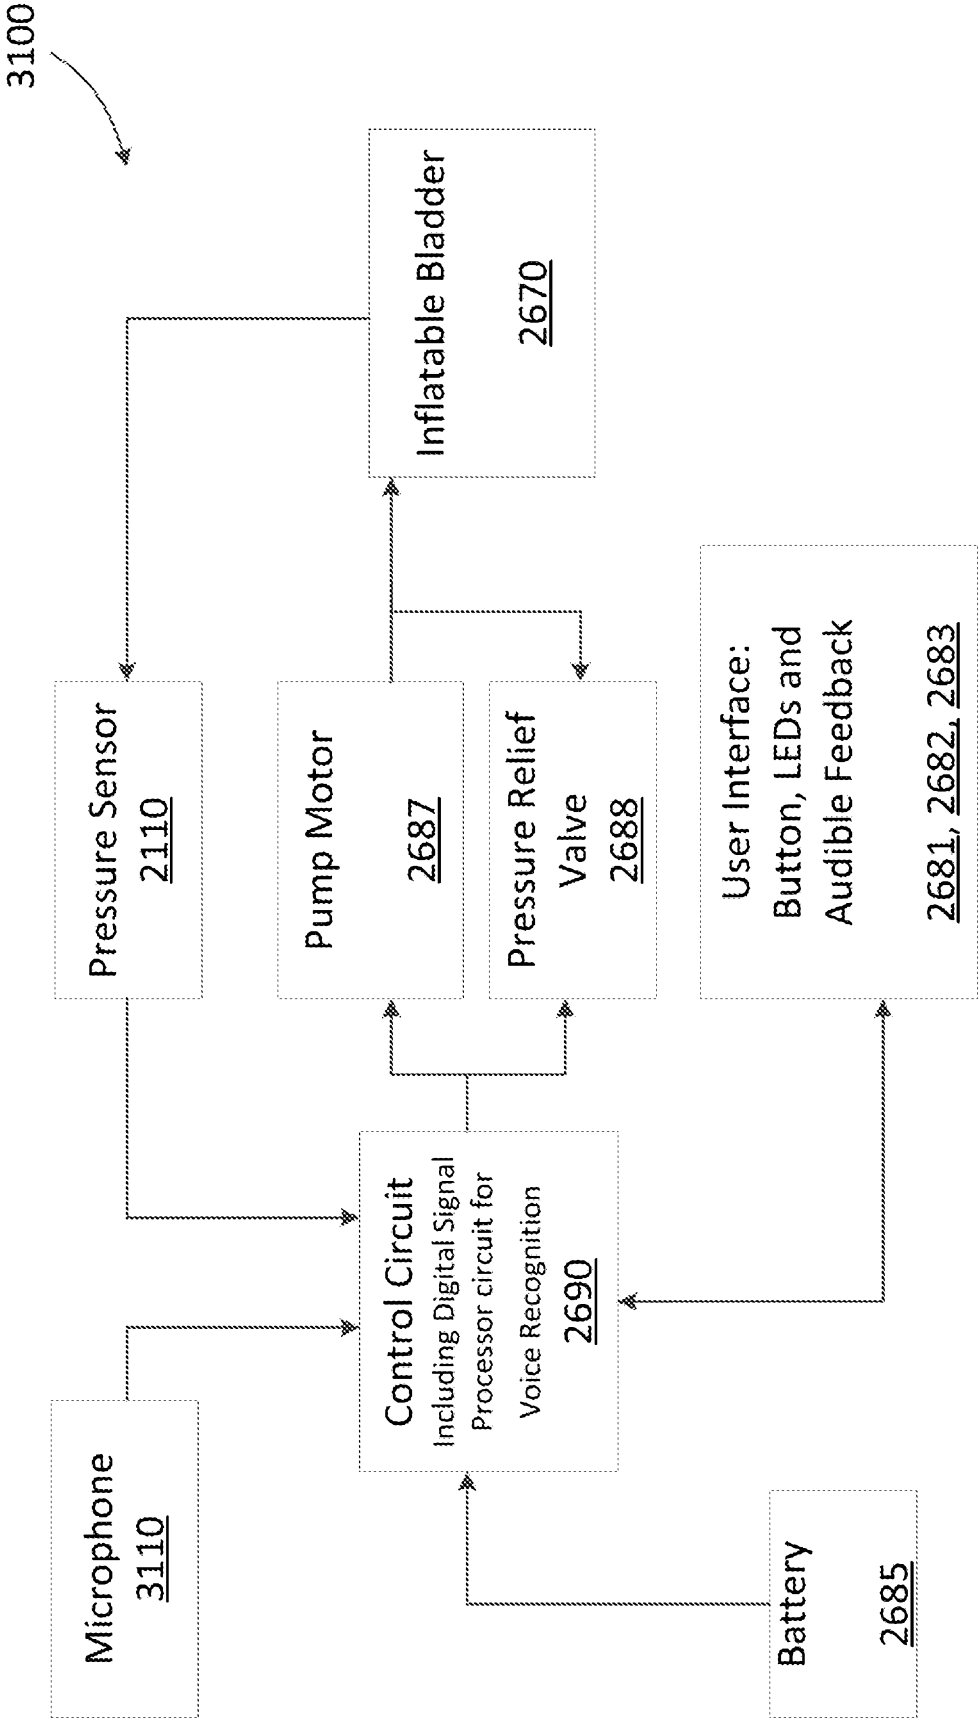 3100
Microphone
3110
Pressure Sensor
2110
Control Circuit
Including Digital Signal
Processor circuit for
Voice Recognition
2690
Pump Motor
2687
Pressure Relief
Valve
2688
Inflatable Bladder
2670
Battery
2685
User Interface:
Button, LEDs and
Audible Feedback
2681, 2682, 2683